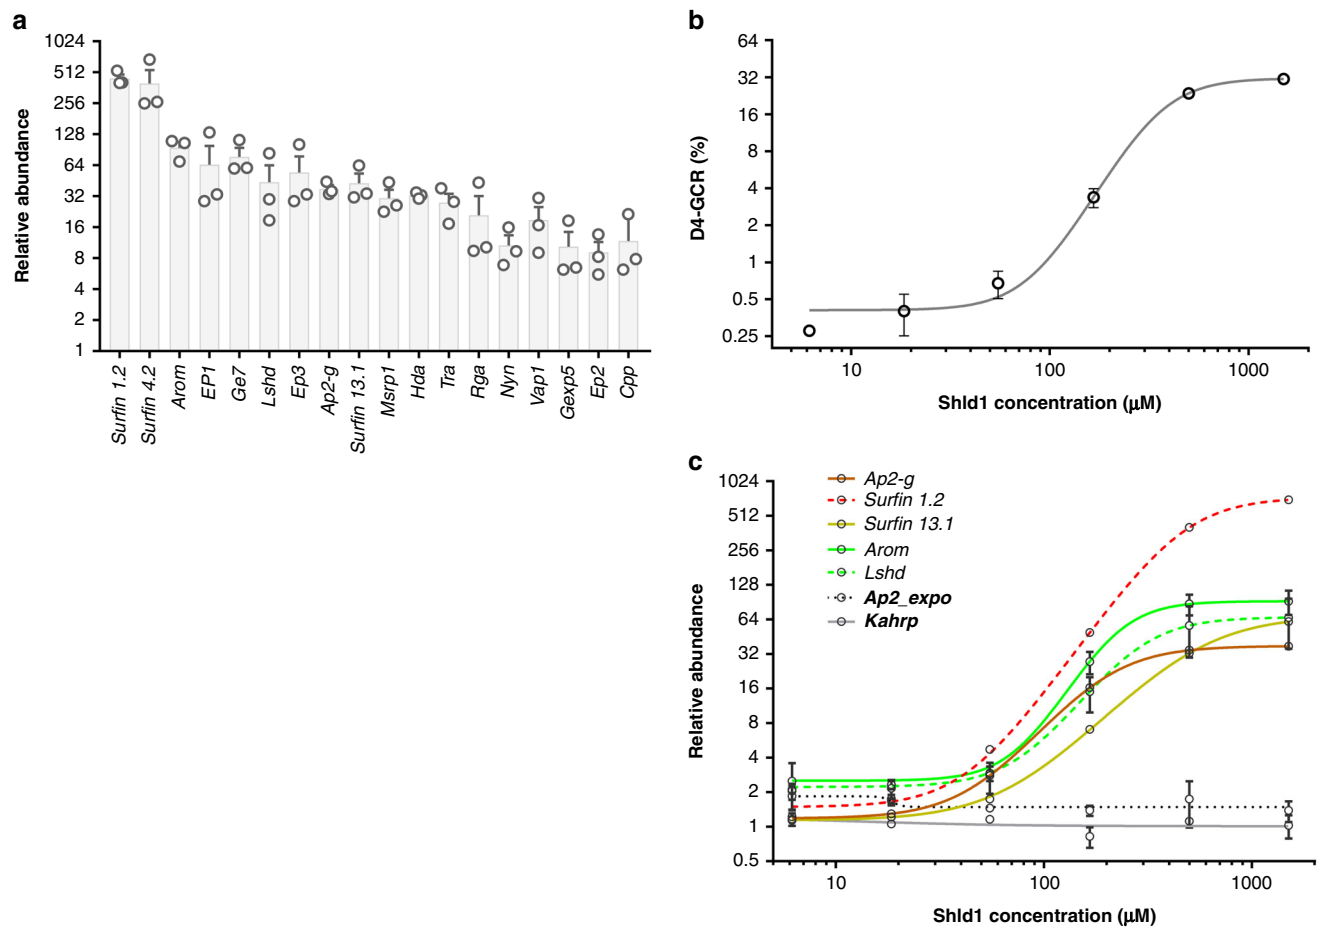 a
1024
512
256
128
64
32
16
8
4
2
1
Relative abundance
Surfin 1.2
Surfin 4.2
Arom
EP1
Ge7
Lshd
Ep3
Ap2-g
Surfin 13.1
Msrp1
Hda
Tra
Rga
Nyn
Vap1
Gexp5
Ep2
Cpp
b
64
32
16
8
4
2
1
0.5
0.25
D4-GCR (%)
10
100
1000
Shld1 concentration (μM)
c
Ap2-g
Surfin 1.2
Surfin 13.1
Arom
Lshd
Ap2_expo
Kahrp
1024
512
256
128
64
32
16
8
4
2
1
0.5
Relative abundance
10
100
1000
Shld1 concentration (μM)